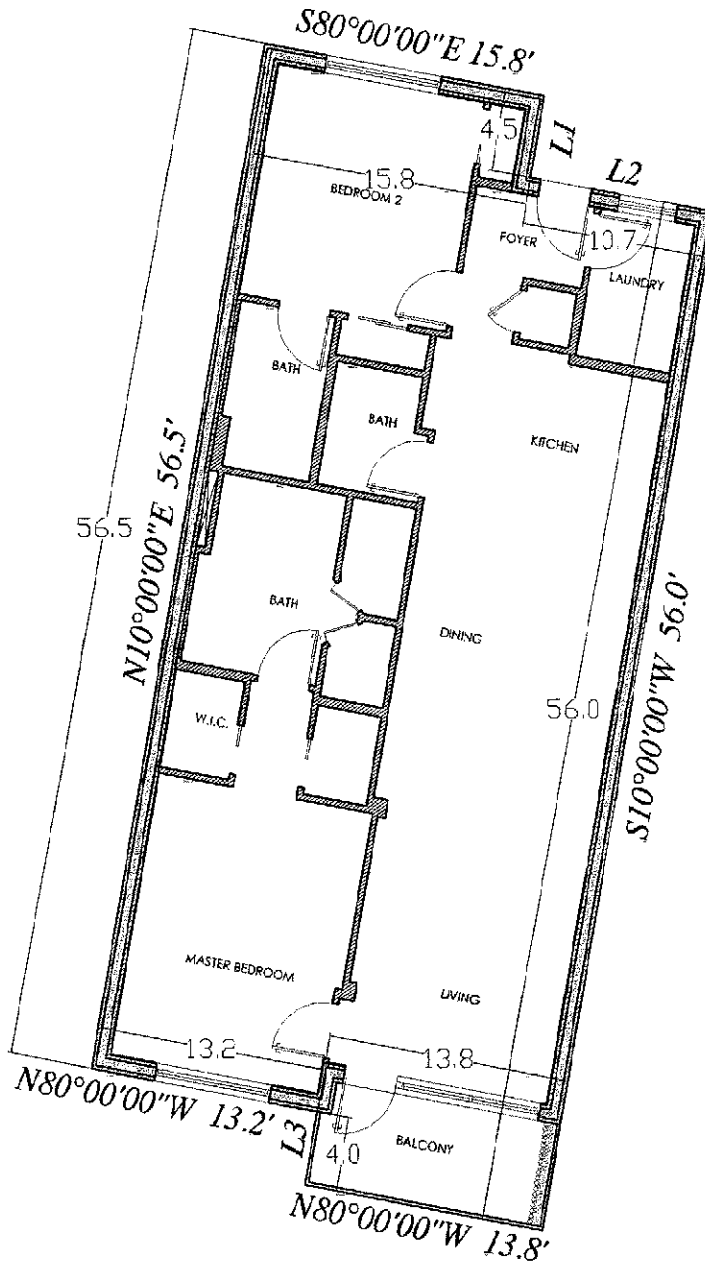 S80°00'00"E 15.8'
4.5
L1
L2
15.8
BEDROOM 2
FOYER
10.7
LAUNDRY
BATH
BATH
KITCHEN
N10°00'00"E 56.5'
56.5
BATH
DINING
56.0
S10°00'00"W 56.0'
W.I.C.
MASTER BEDROOM
LIVING
13.2
13.8
N80°00'00"W 13.2'
L3
4.0
BALCONY
N80°00'00"W 13.8'